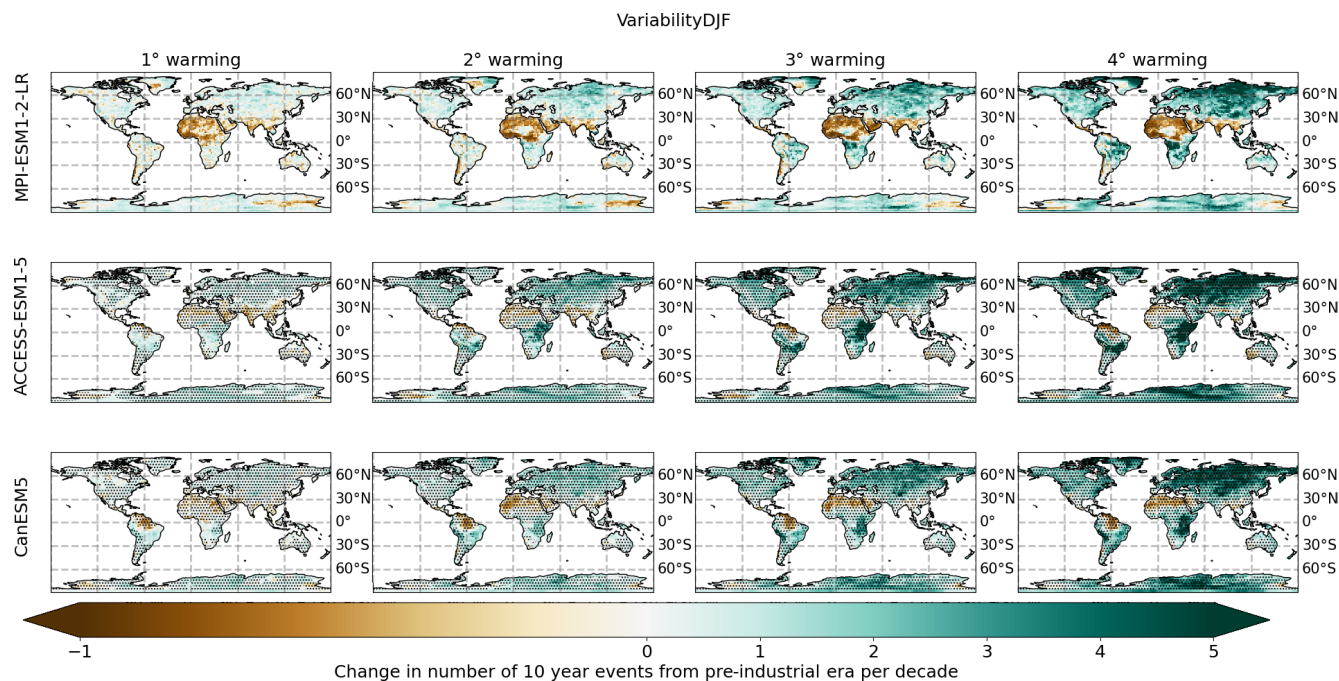 VariabilityDJF
1° warming 2° warming 3° warming 4° warming
MPI-ESM1-2-LR
60°N 60°N 60°N 60°N
30°N 30°N 30°N 30°N
0° 0° 0° 0°
30°S 30°S 30°S 30°S
60°S 60°S 60°S 60°S
ACCESS-ESM1-5
60°N 60°N 60°N 60°N
30°N 30°N 30°N 30°N
0° 0° 0° 0°
30°S 30°S 30°S 30°S
60°S 60°S 60°S 60°S
CanESM5
60°N 60°N 60°N 60°N
30°N 30°N 30°N 30°N
0° 0° 0° 0°
30°S 30°S 30°S 30°S
60°S 60°S 60°S 60°S
−1 0 1 2 3 4 5
Change in number of 10 year events from pre-industrial era per decade